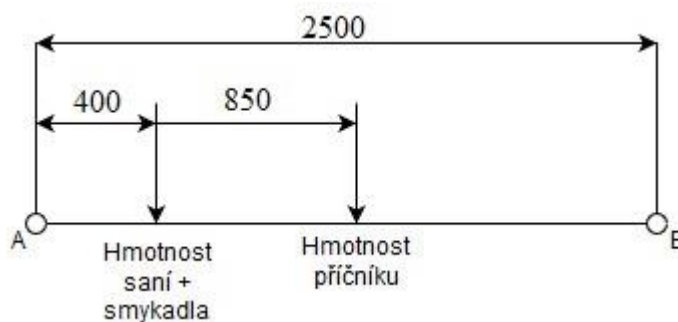 2500
400
850
A
B
Hmotnost
saní +
smykadla
Hmotnost
příčníku